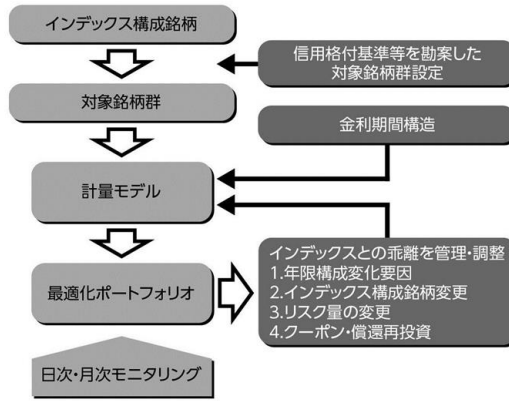 インデックス構成銘柄
信用格付基準等を勘案した
対象銘柄群設定
対象銘柄群
金利期間構造
計量モデル
インデックスとの乖離を管理・調整
1.年限構成変化要因
2.インデックス構成銘柄変更
3.リスク量の変更
4.クーポン・償還再投資
最適化ポートフォリオ
日次・月次モニタリング